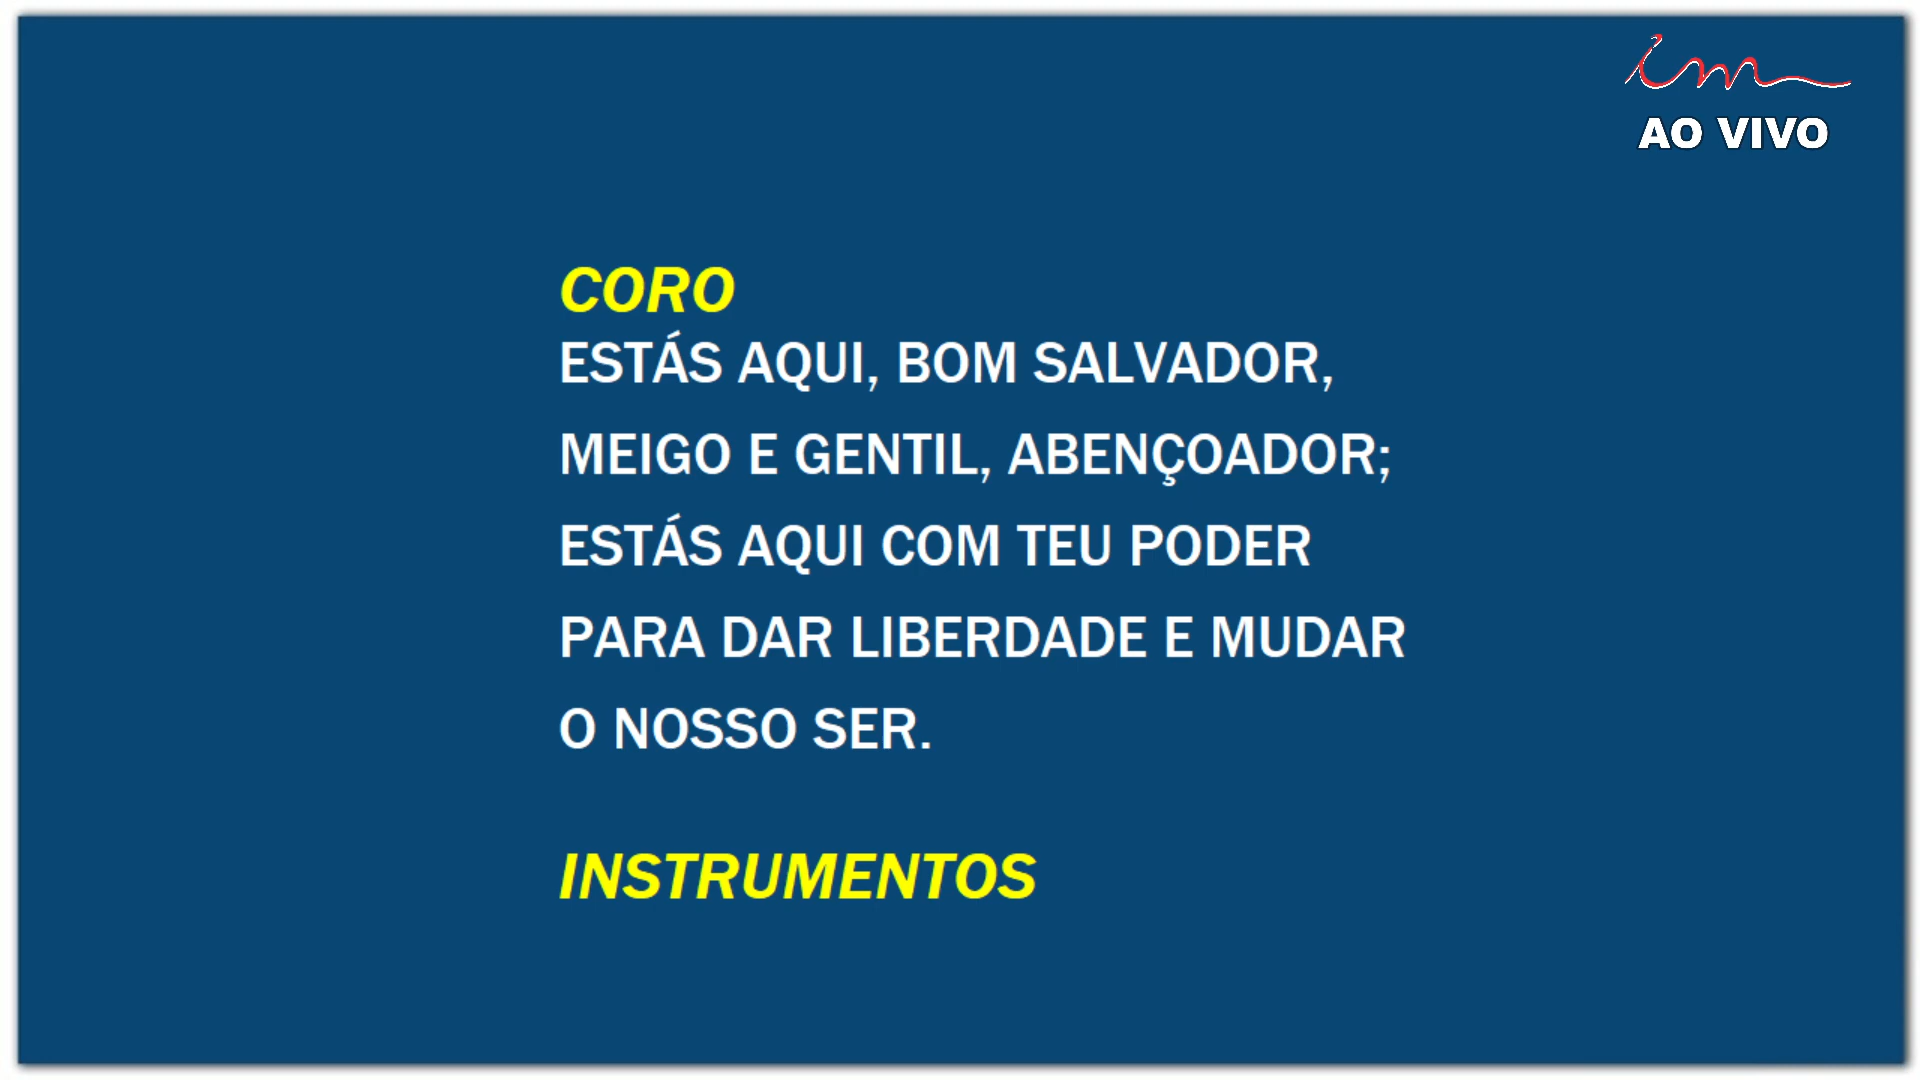 im
AO VIVO
CORO
ESTÁS AQUI, BOM SALVADOR,
MEIGO E GENTIL, ABENÇOADOR;
ESTÁS AQUI COM TEU PODER
PARA DAR LIBERDADE E MUDAR
O NOSSO SER.
INSTRUMENTOS